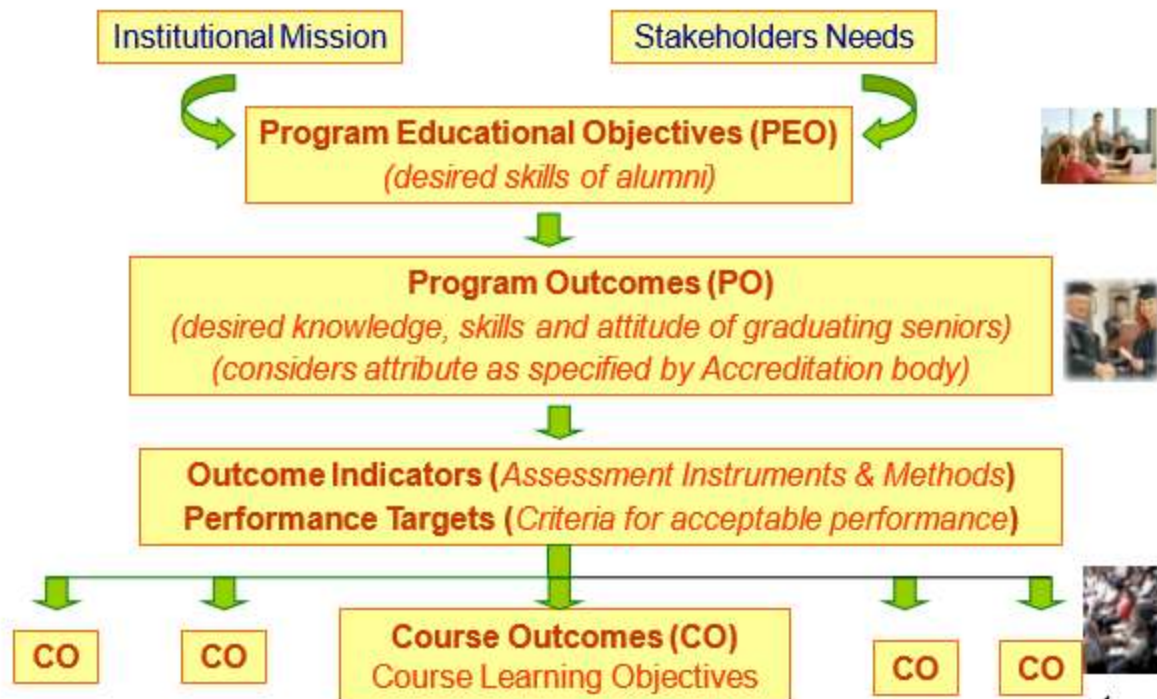 Institutional Mission
Stakeholders Needs
Program Educational Objectives (PEO)
(desired skills of alumni)
Program Outcomes (PO)
(desired knowledge, skills and attitude of graduating seniors)
(considers attribute as specified by Accreditation body)
Outcome Indicators (Assessment Instruments & Methods)
Performance Targets (Criteria for acceptable performance)
CO
CO
Course Outcomes (CO)
Course Learning Objectives
CO
CO